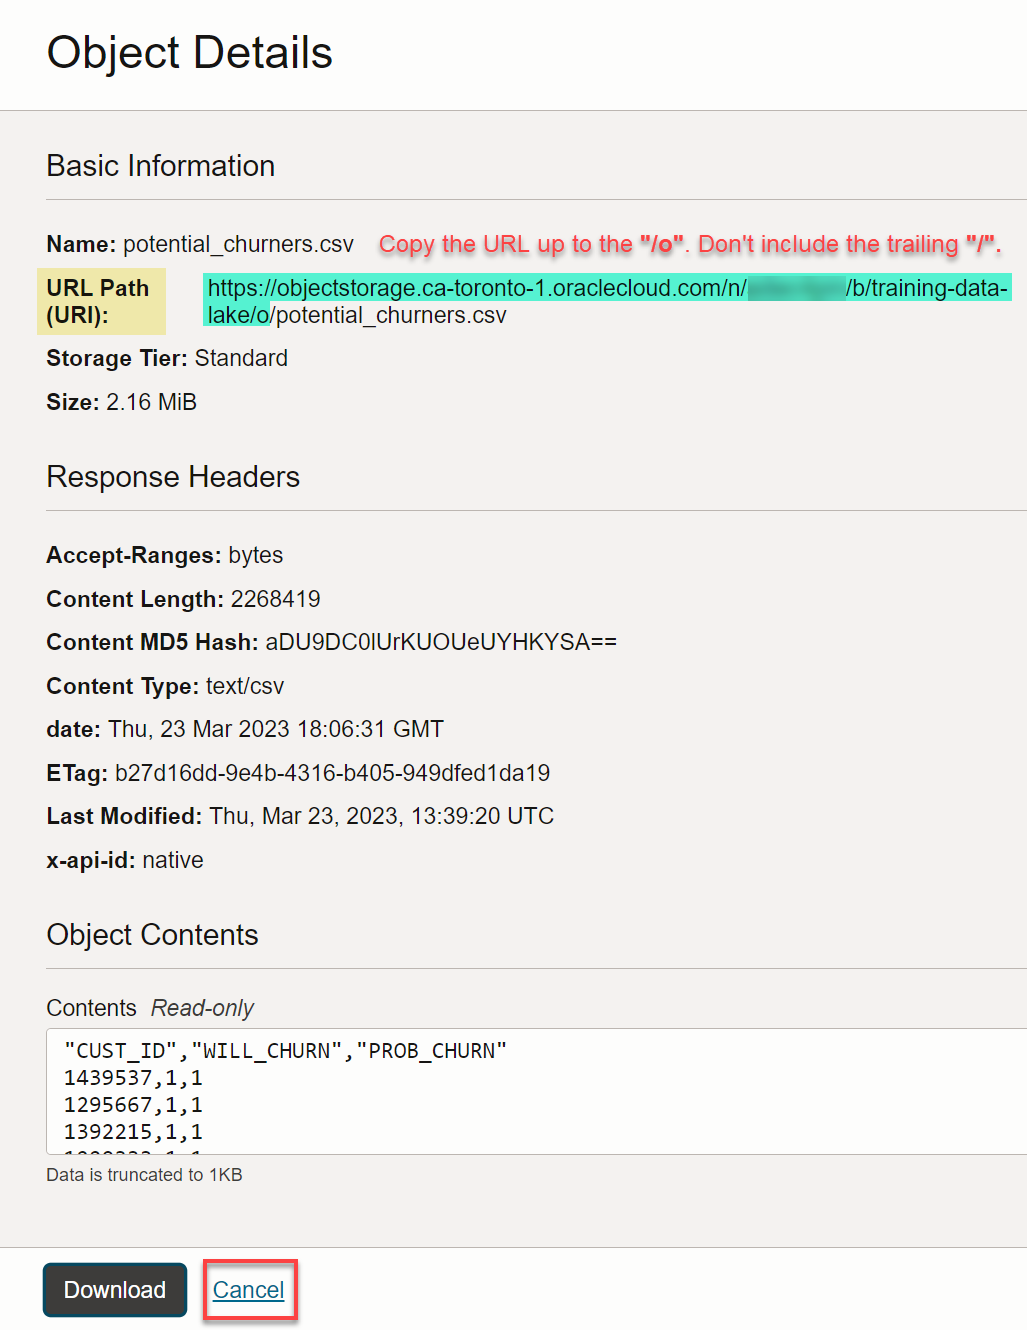 Object Details
Basic Information
Name: potential_churners.csv Copy the URL up to the "/o". Don't include the trailing "/".
URL Path https://objectstorage.ca-toronto-1.oraclecloud.com/n/ /b/training-data-
(URI): lake/o/potential_churners.csv
Storage Tier: Standard
Size: 2.16 MiB
Response Headers
Accept-Ranges: bytes
Content Length: 2268419
Content MD5 Hash: aDU9DC0lUrKUOUeUYHKYSA==
Content Type: text/csv
date: Thu, 23 Mar 2023 18:06:31 GMT
ETag: b27d16dd-9e4b-4316-b405-949dfed1da19
Last Modified: Thu, Mar 23, 2023, 13:39:20 UTC
x-api-id: native
Object Contents
Contents Read-only
"CUST_ID","WILL_CHURN","PROB_CHURN"
1439537,1,1
1295667,1,1
1392215,1,1
Data is truncated to 1KB
Download Cancel